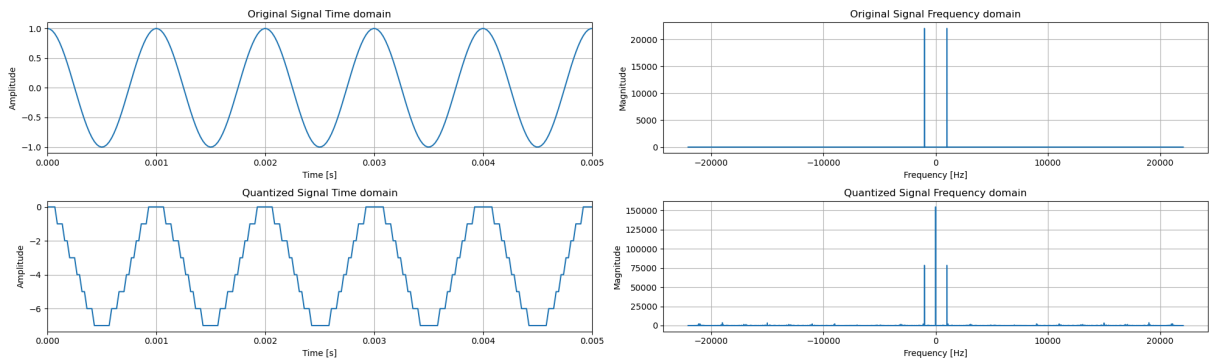 Original Signal Time domain
1.0
0.5
0.0
−0.5
−1.0
Amplitude
0.000 0.001 0.002 0.003 0.004 0.005
Time [s]
Original Signal Frequency domain
20000
15000
10000
5000
0
Magnitude
−20000 −10000 0 10000 20000
Frequency [Hz]
Quantized Signal Time domain
0
−2
−4
−6
Amplitude
0.000 0.001 0.002 0.003 0.004 0.005
Time [s]
Quantized Signal Frequency domain
150000
125000
100000
75000
50000
25000
0
Magnitude
−20000 −10000 0 10000 20000
Frequency [Hz]